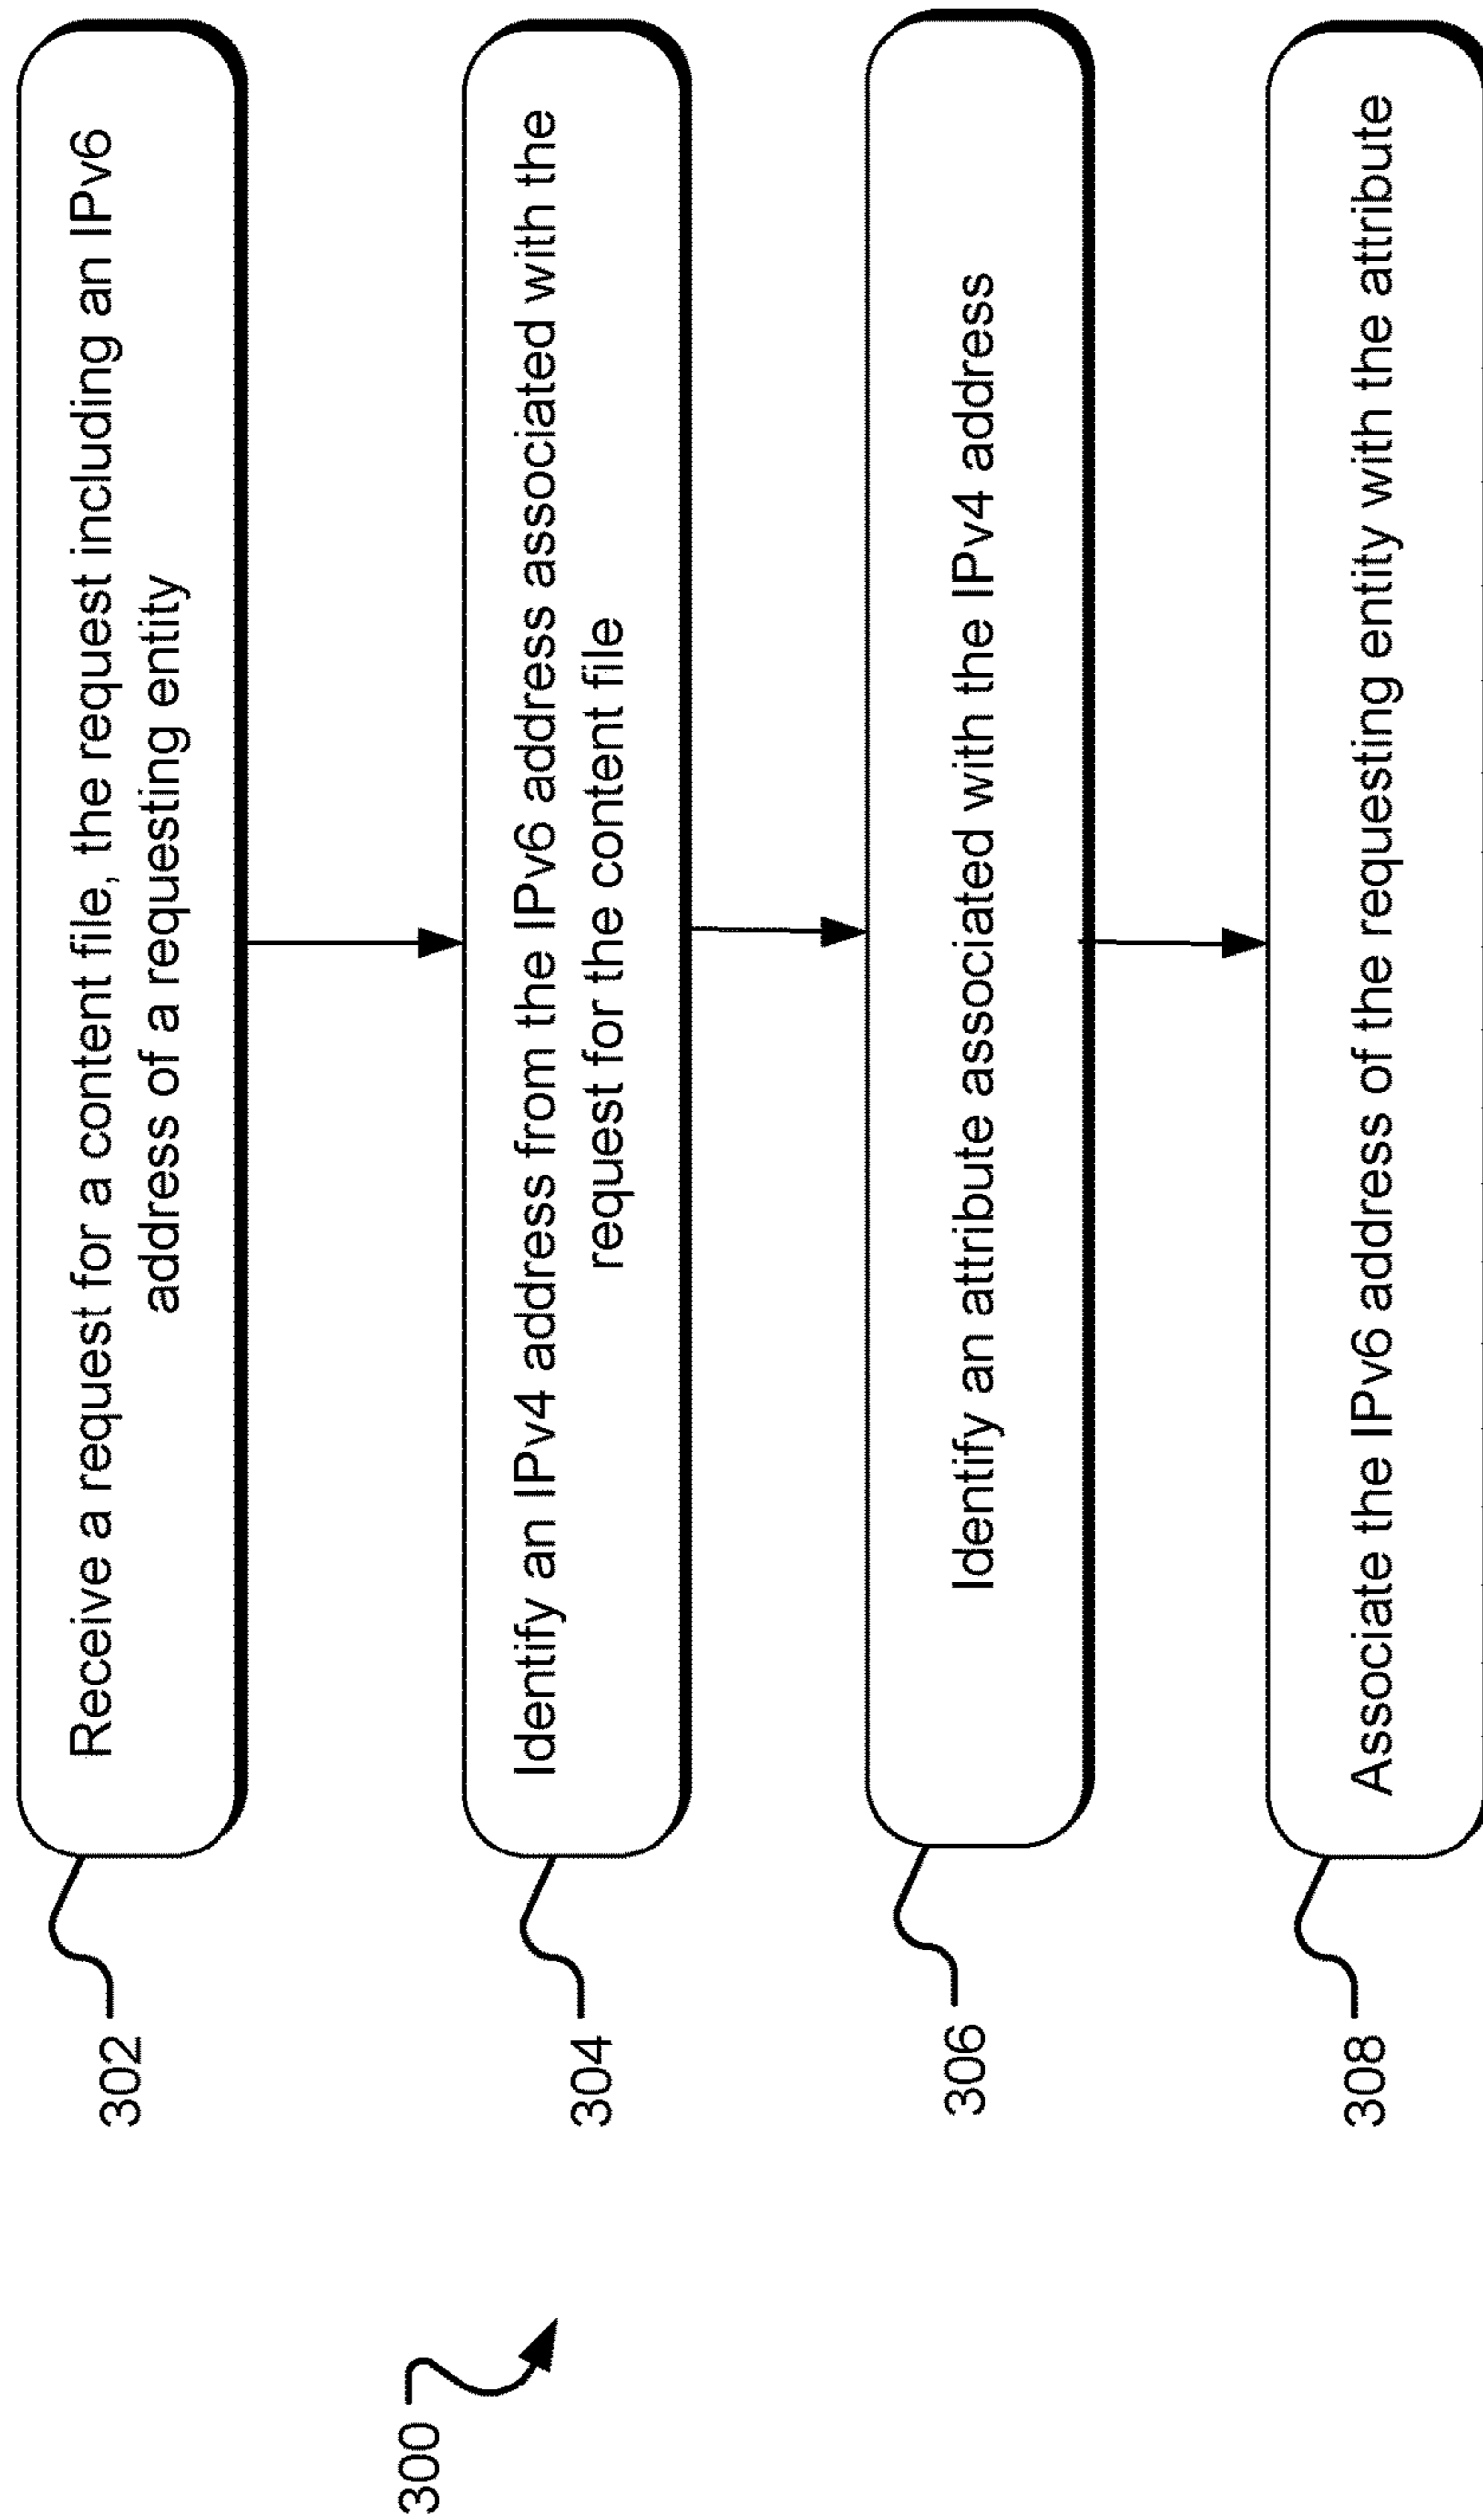 300
302
Receive a request for a content file, the request including an IPv6
address of a requesting entity
304
Identify an IPv4 address from the IPv6 address associated with the
request for the content file
306
Identify an attribute associated with the IPv4 address
308
Associate the IPv6 address of the requesting entity with the attribute